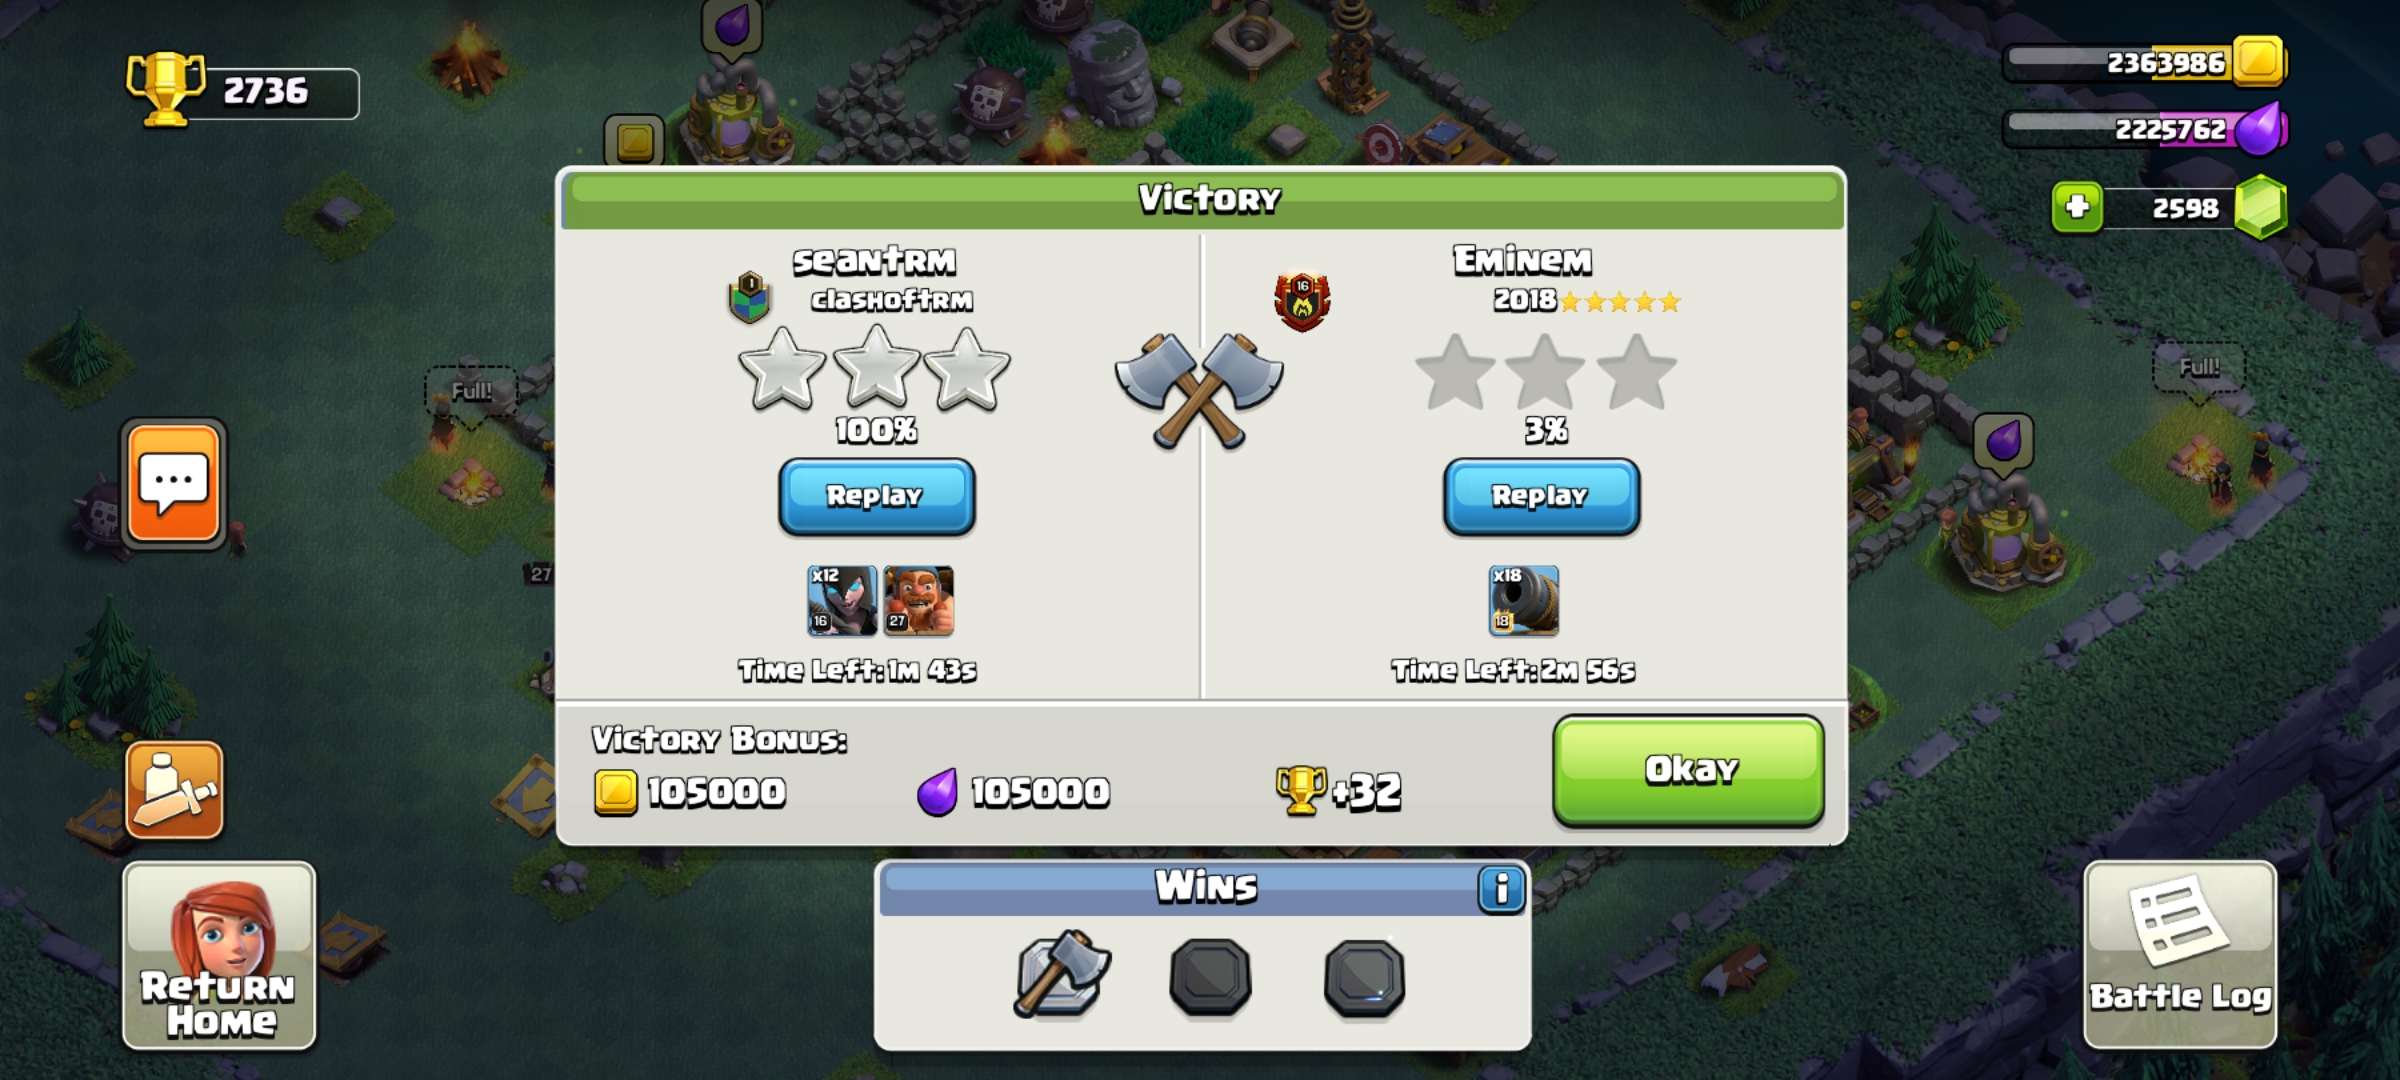 2736
2363986
2225762
2598
Victory
seantrm
clashoftrm
1
100%
Replay
x12
16
27
Time Left:1m 43s
Eminem
2018⭐⭐⭐⭐⭐
16
3%
Replay
x18
18
Time Left:2m 56s
Full!
Full!
27
Victory Bonus:
105000
105000
+32
Okay
Wins
i
Return
Home
Battle Log